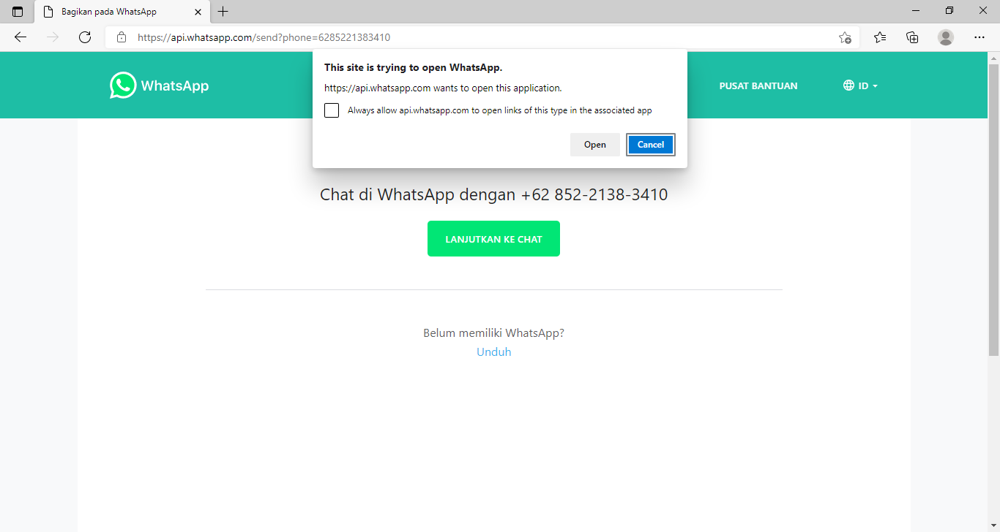 Bagikan pada WhatsApp
https://api.whatsapp.com/send?phone=6285221383410
This site is trying to open WhatsApp.
https://api.whatsapp.com wants to open this application.
Always allow api.whatsapp.com to open links of this type in the associated app
Open Cancel
WhatsApp
PUSAT BANTUAN
ID
Chat di WhatsApp dengan +62 852-2138-3410
LANJUTKAN KE CHAT
Belum memiliki WhatsApp?
Unduh